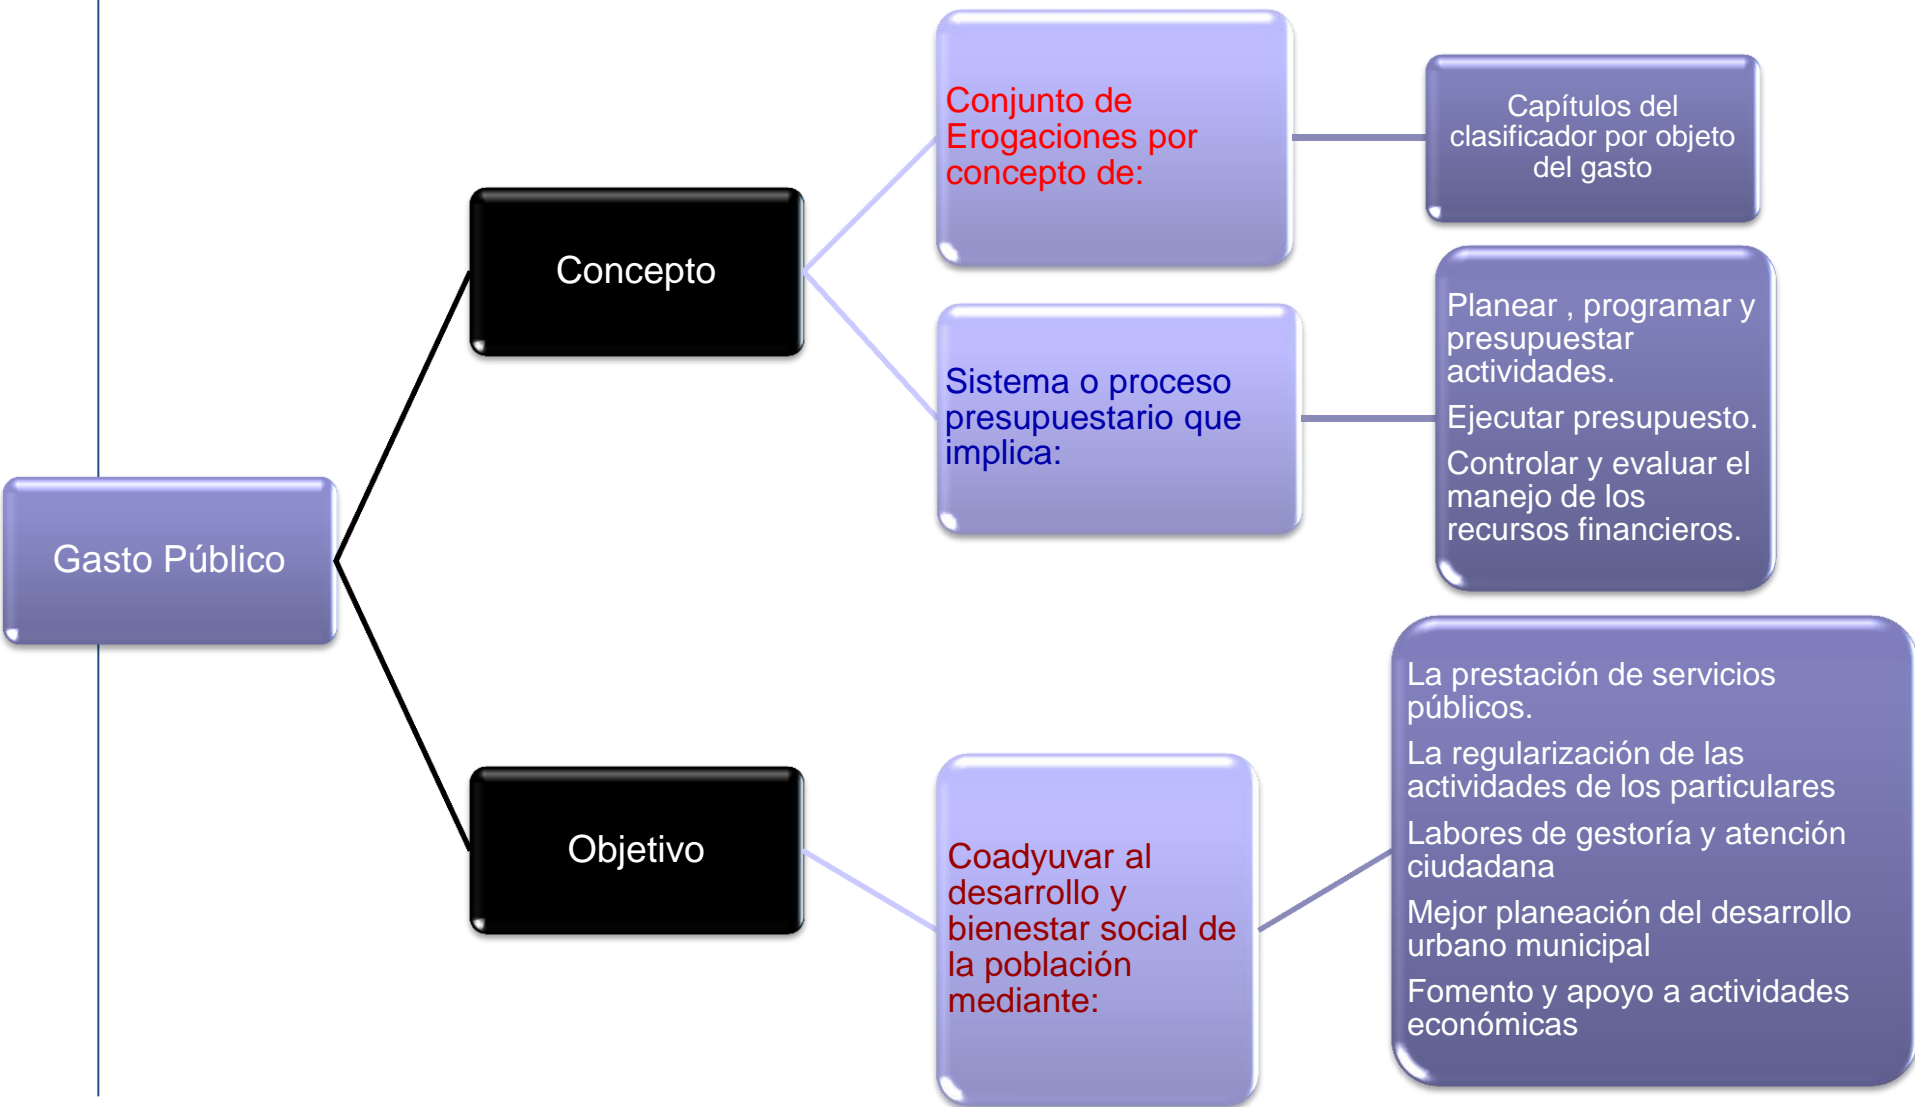 Gasto Público
Concepto
Conjunto de
Erogaciones por
concepto de:
Capítulos del
clasificador por objeto
del gasto
Sistema o proceso
presupuestario que
implica:
Planear , programar y
presupuestar
actividades.
Ejecutar presupuesto.
Controlar y evaluar el
manejo de los
recursos financieros.
Objetivo
Coadyuvar al
desarrollo y
bienestar social de
la población
mediante:
La prestación de servicios
públicos.
La regularización de las
actividades de los particulares
Labores de gestoría y atención
ciudadana
Mejor planeación del desarrollo
urbano municipal
Fomento y apoyo a actividades
económicas